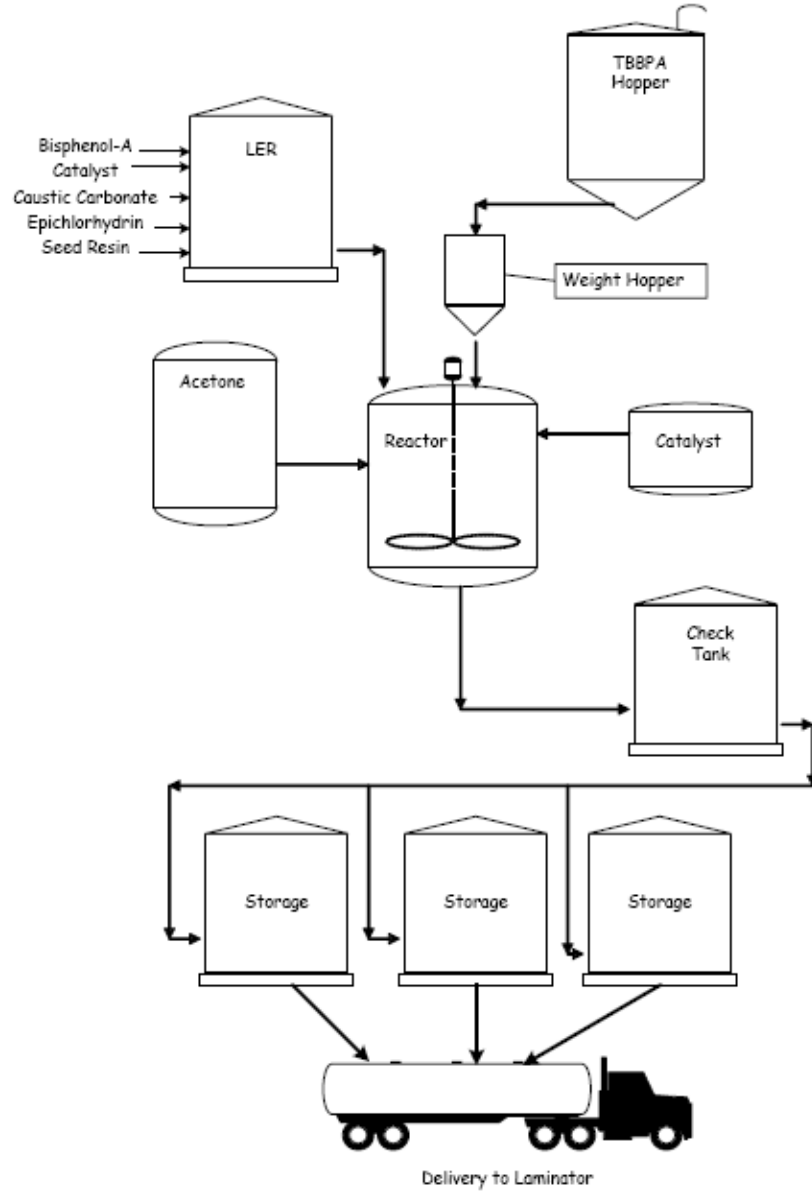 TBBPA
Hopper
LER
Bisphenol-A
Catalyst
Caustic Carbonate
Epichlorhydrin
Seed Resin
Weight Hopper
Acetone
Reactor
Catalyst
Check
Tank
Storage
Storage
Storage
Delivery to Laminator